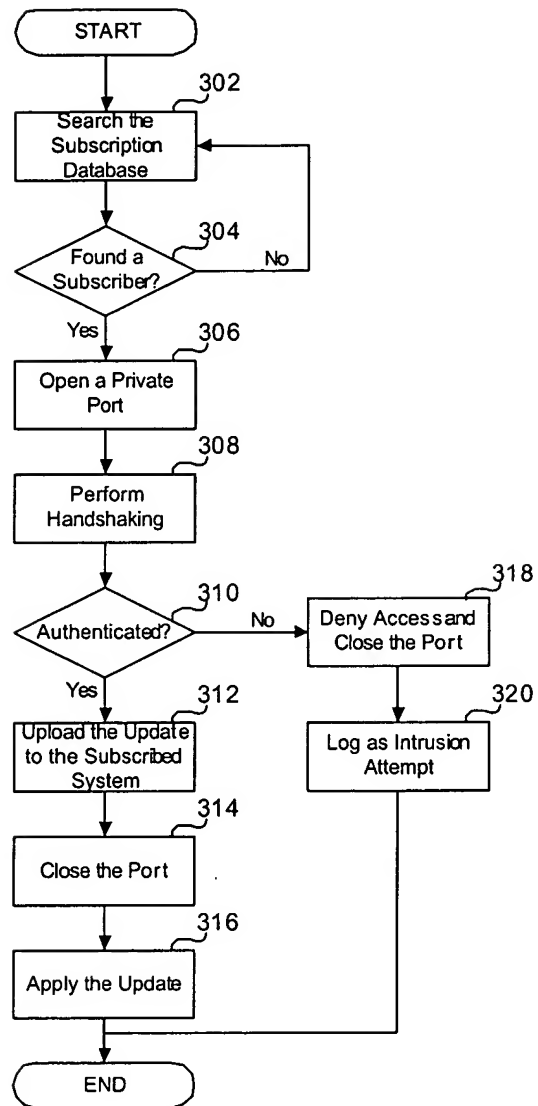 START
302
Search the
Subscription
Database
304
Found a
Subscriber?
No
Yes
306
Open a Private
Port
308
Perform
Handshaking
310
Authenticated?
No
Yes
318
Deny Access and
Close the Port
312
Upload the Update
to the Subscribed
System
320
Log as Intrusion
Attempt
314
Close the Port
316
Apply the Update
END